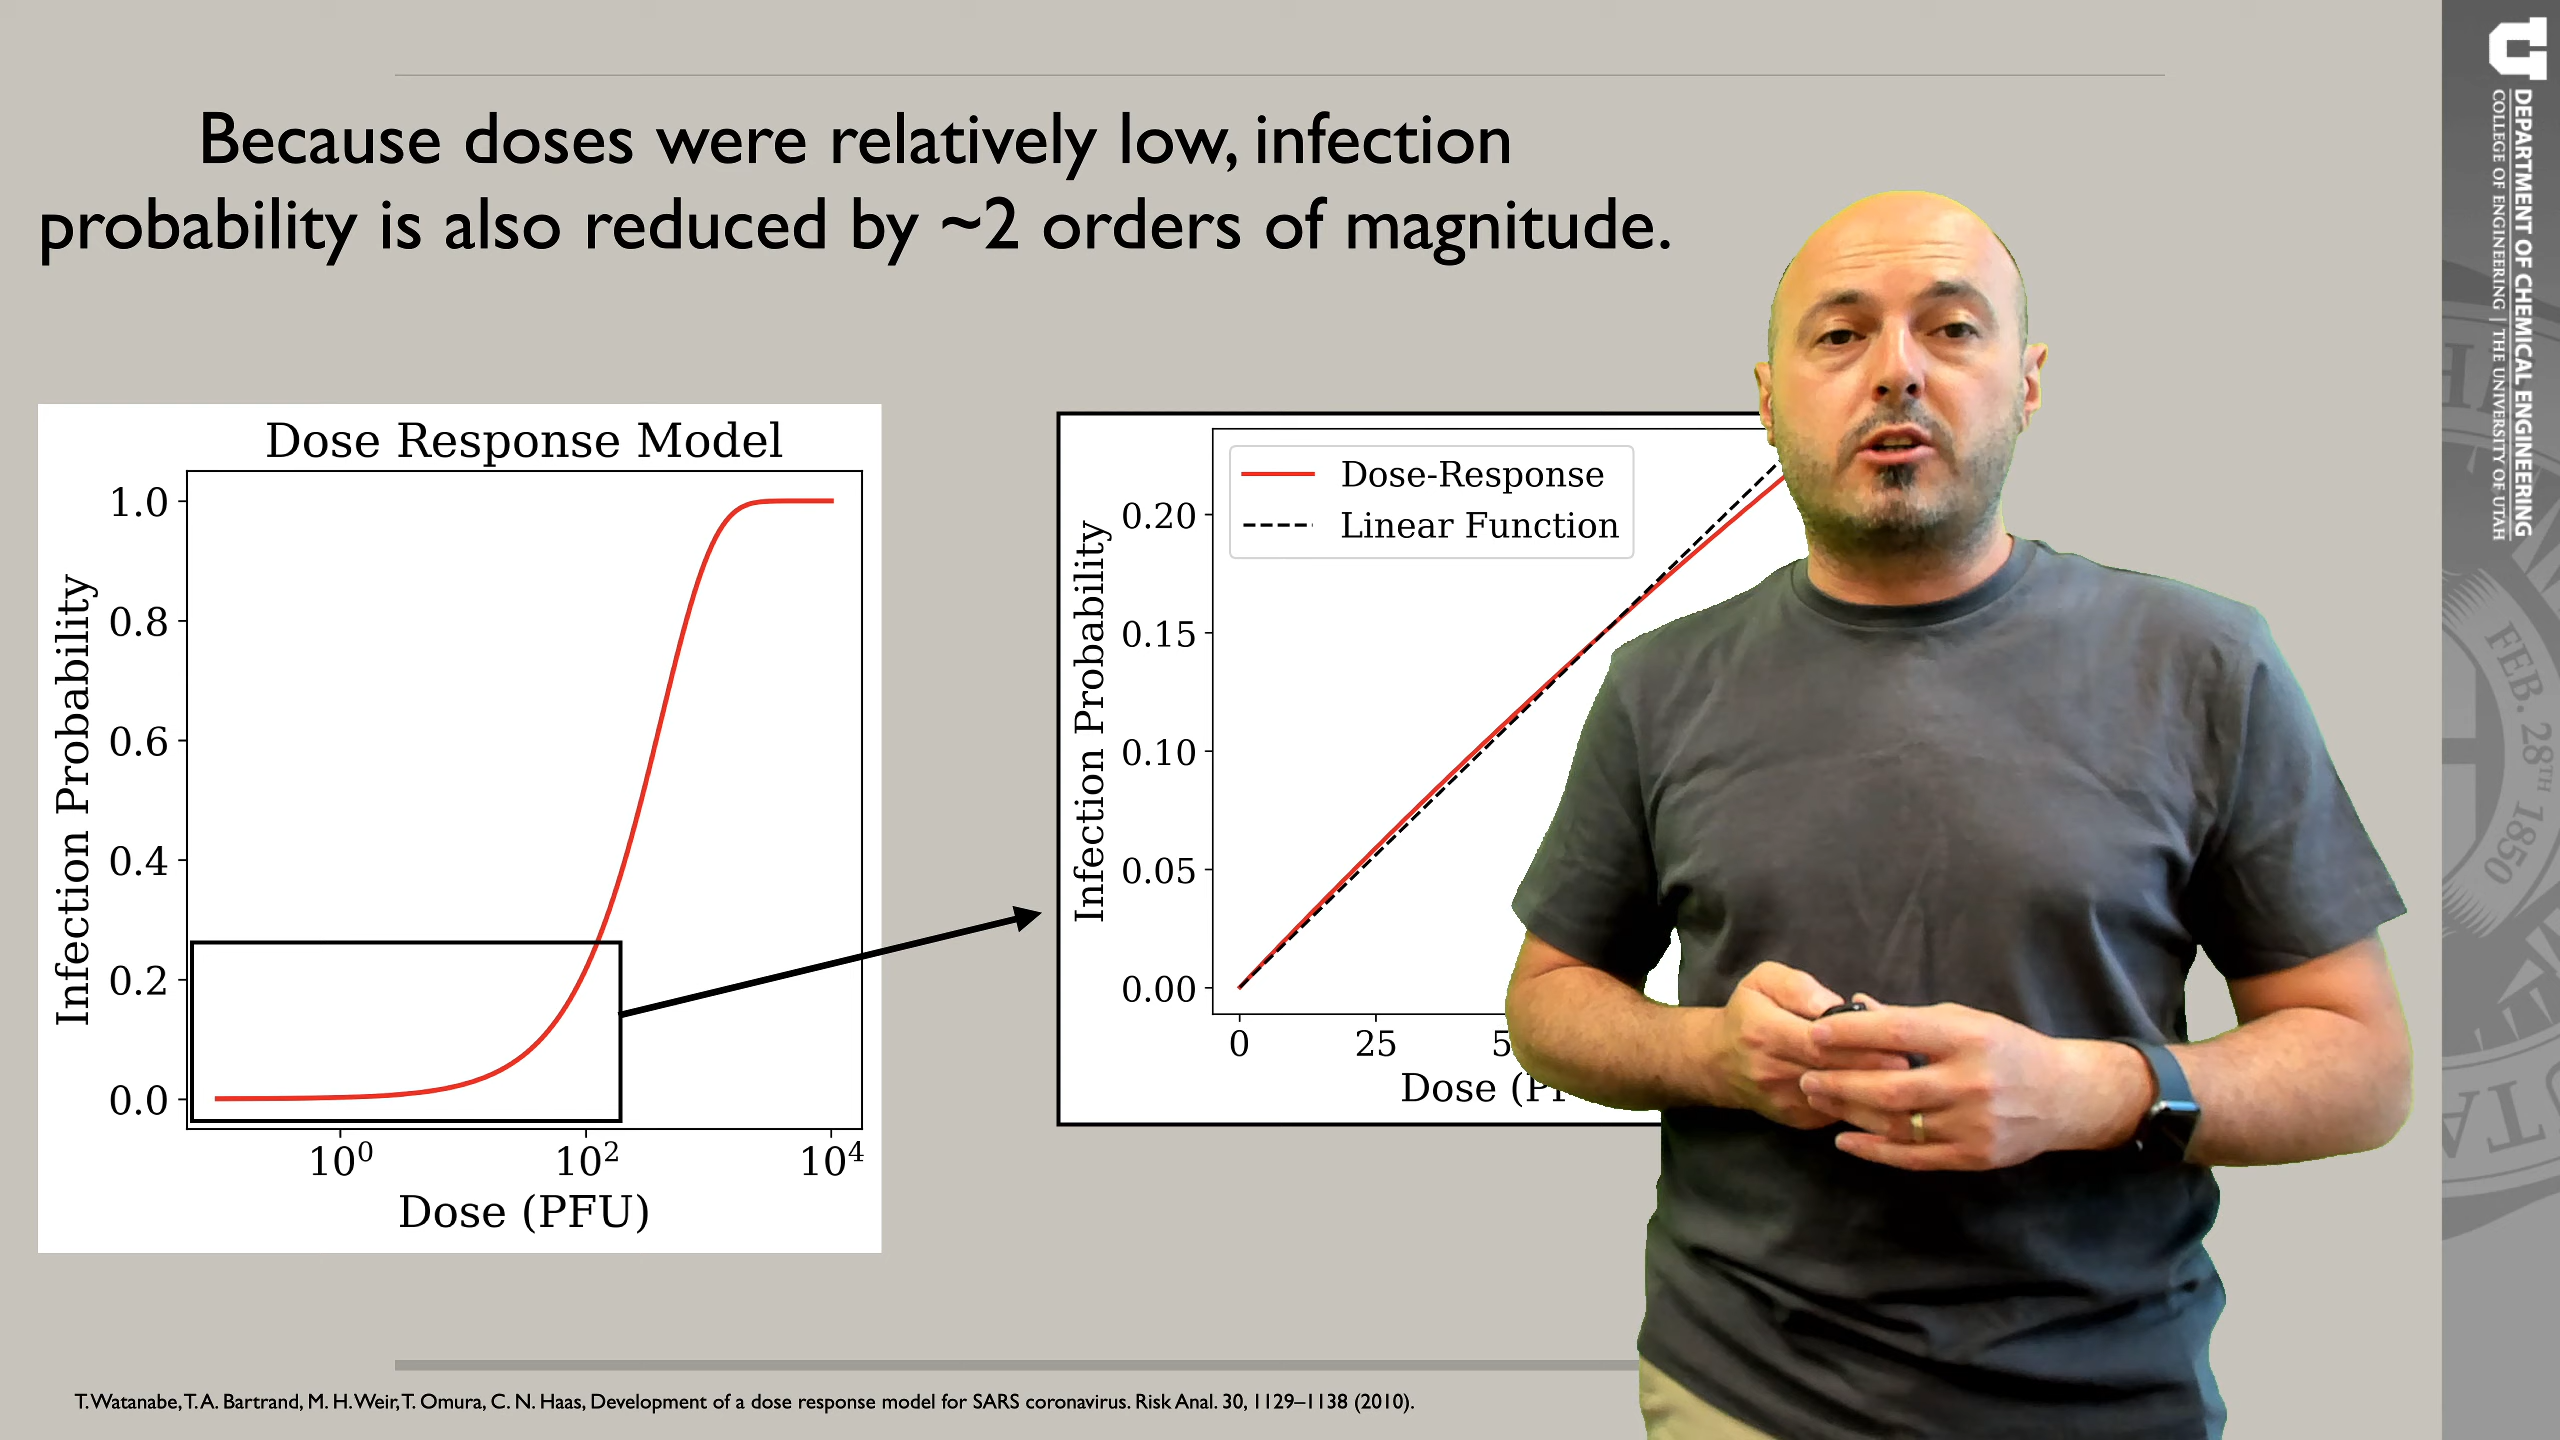 Because doses were relatively low, infection
probability is also reduced by ~2 orders of magnitude.
Dose Response Model
1.0
0.8
0.6
0.4
0.2
0.0
Infection Probability
10⁰ 10² 10⁴
Dose (PFU)
Dose-Response
Linear Function
0.20
0.15
0.10
0.05
0.00
Infection Probability
0 25
Dose
T. Watanabe, T. A. Bartrand, M. H. Weir, T. Omura, C. N. Haas, Development of a dose response model for SARS coronavirus. Risk Anal. 30, 1129–1138 (2010).
DEPARTMENT OF CHEMICAL ENGINEERING
COLLEGE OF ENGINEERING | THE UNIVERSITY OF UTAH
FEB. 28TH 1850